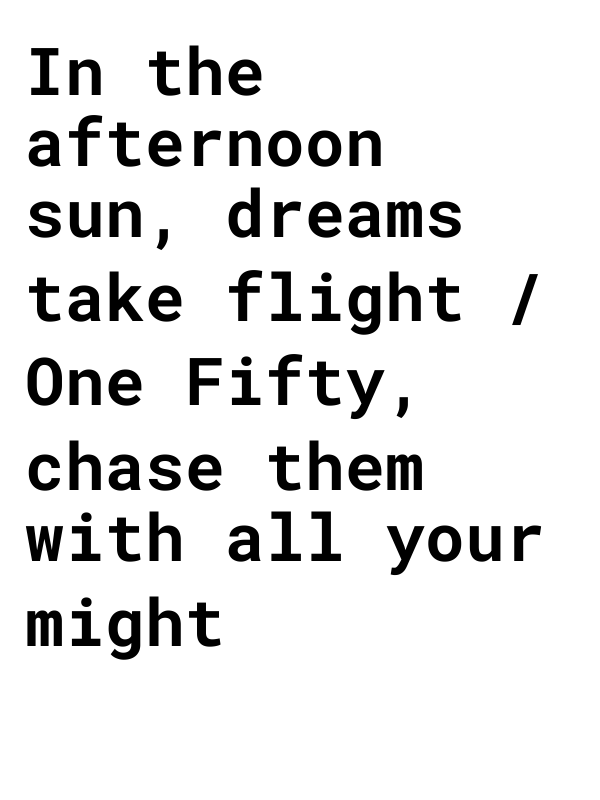 In the
afternoon
sun, dreams
take flight /
One Fifty,
chase them
with all your
might